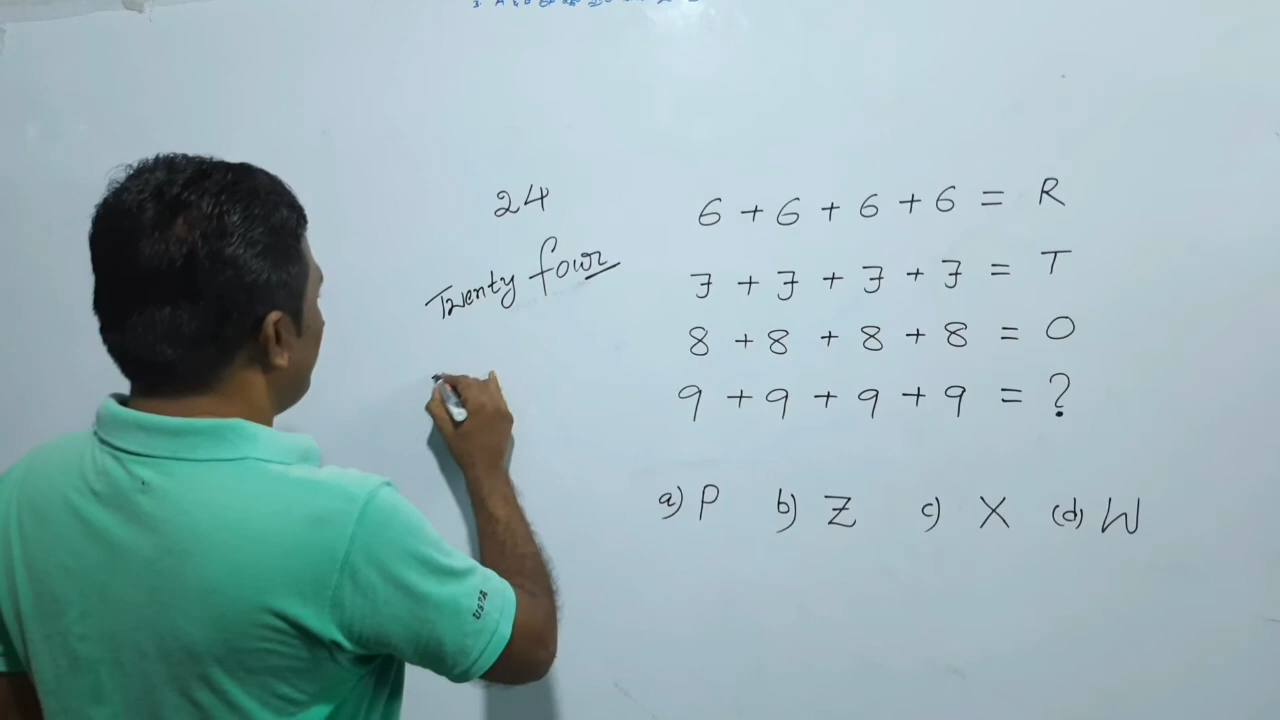 24
Twenty four
6 + 6 + 6 + 6 = R
7 + 7 + 7 + 7 = T
8 + 8 + 8 + 8 = O
9 + 9 + 9 + 9 = ?
a) P b) Z c) X (d) W
USPA